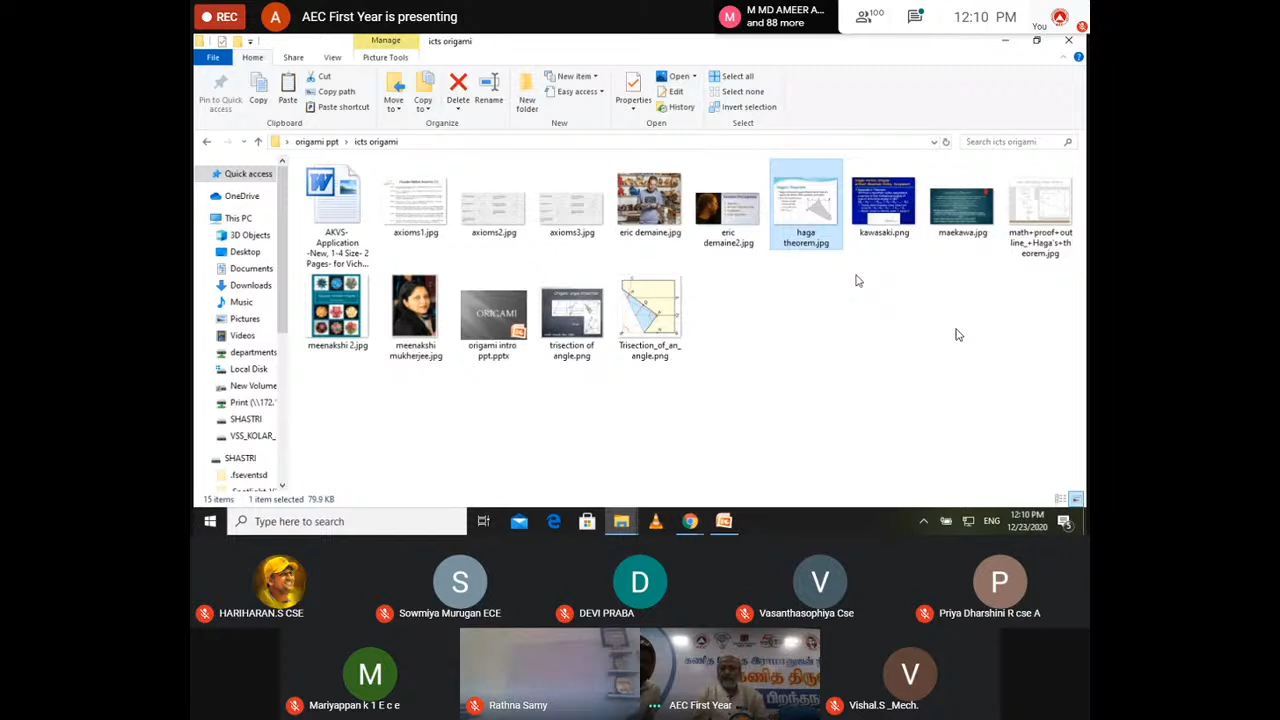 REC
A
AEC First Year is presenting
M
M MD AMEER A...
and 88 more
100
12:10 PM
You
Manage
icts origami
File
Home
Share
View
Picture Tools
Pin to Quick
access
Copy
Paste
Cut
Copy path
Paste shortcut
Move
to
Copy
to
Delete
Rename
New
folder
New item
Easy access
Properties
Open
Edit
History
Select all
Select none
Invert selection
Clipboard
Organize
New
Open
Select
origami ppt
icts origami
Search icts origami
Quick access
OneDrive
This PC
3D Objects
Desktop
Documents
Downloads
Music
Pictures
Videos
departments
Local Disk
New Volume
Print (\\172.
SHASTRI
VSS_KOLAR_
SHASTRI
.fseventsd
AKVS-
Application
-New, 1-4 Size- 2
Pages- for Vich...
axioms1.jpg
axioms2.jpg
axioms3.jpg
eric demaine.jpg
eric
demaine2.jpg
haga
theorem.jpg
kawasaki.png
maekawa.jpg
math+proof+out
line_+Haga's+th
eorem.jpg
meenakshi 2.jpg
meenakshi
mukherjee.jpg
ORIGAMI
origami intro
ppt.pptx
trisection of
angle.png
Trisection_of_an_
angle.png
15 items
1 item selected 79.9 KB
Type here to search
ENG
12:10 PM
12/23/2020
5
HARIHARAN.S CSE
S
Sowmiya Murugan ECE
D
DEVI PRABA
V
Vasanthasophiya Cse
P
Priya Dharshini R cse A
M
Mariyappan k 1 E c e
Rathna Samy
AEC First Year
V
Vishal.S _Mech.